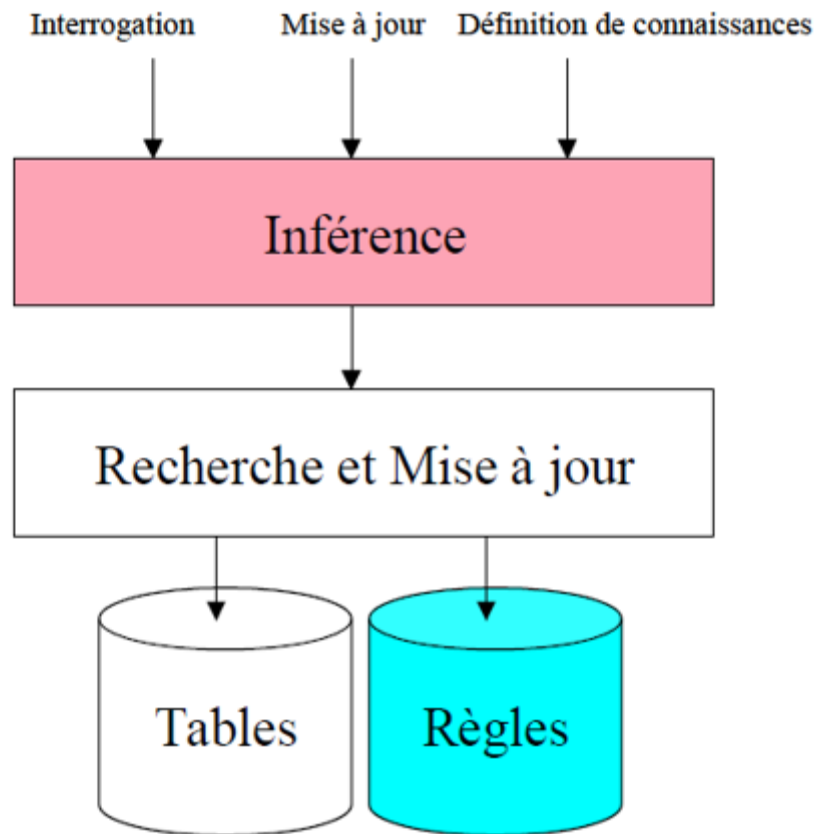 Interrogation Mise à jour Définition de connaissances
Inférence
Recherche et Mise à jour
Tables Règles